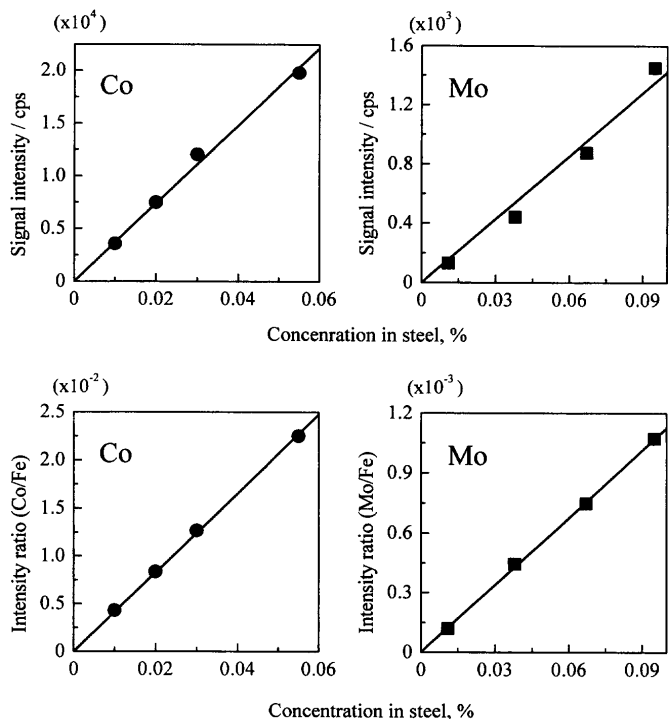 (x10⁴)
Co
Signal intensity / cps
2.0
1.5
1.0
0.5
0
0 0.02 0.04 0.06
(x10³)
Mo
Signal intensity / cps
1.6
1.2
0.8
0.4
0
0 0.03 0.06 0.09
Concenration in steel, %
(x10⁻²)
Co
Intensity ratio (Co/Fe)
2.5
2.0
1.5
1.0
0.5
0
0 0.02 0.04 0.06
(x10⁻³)
Mo
Intensity ratio (Mo/Fe)
1.2
0.9
0.6
0.3
0
0 0.03 0.06 0.09
Concentration in steel, %